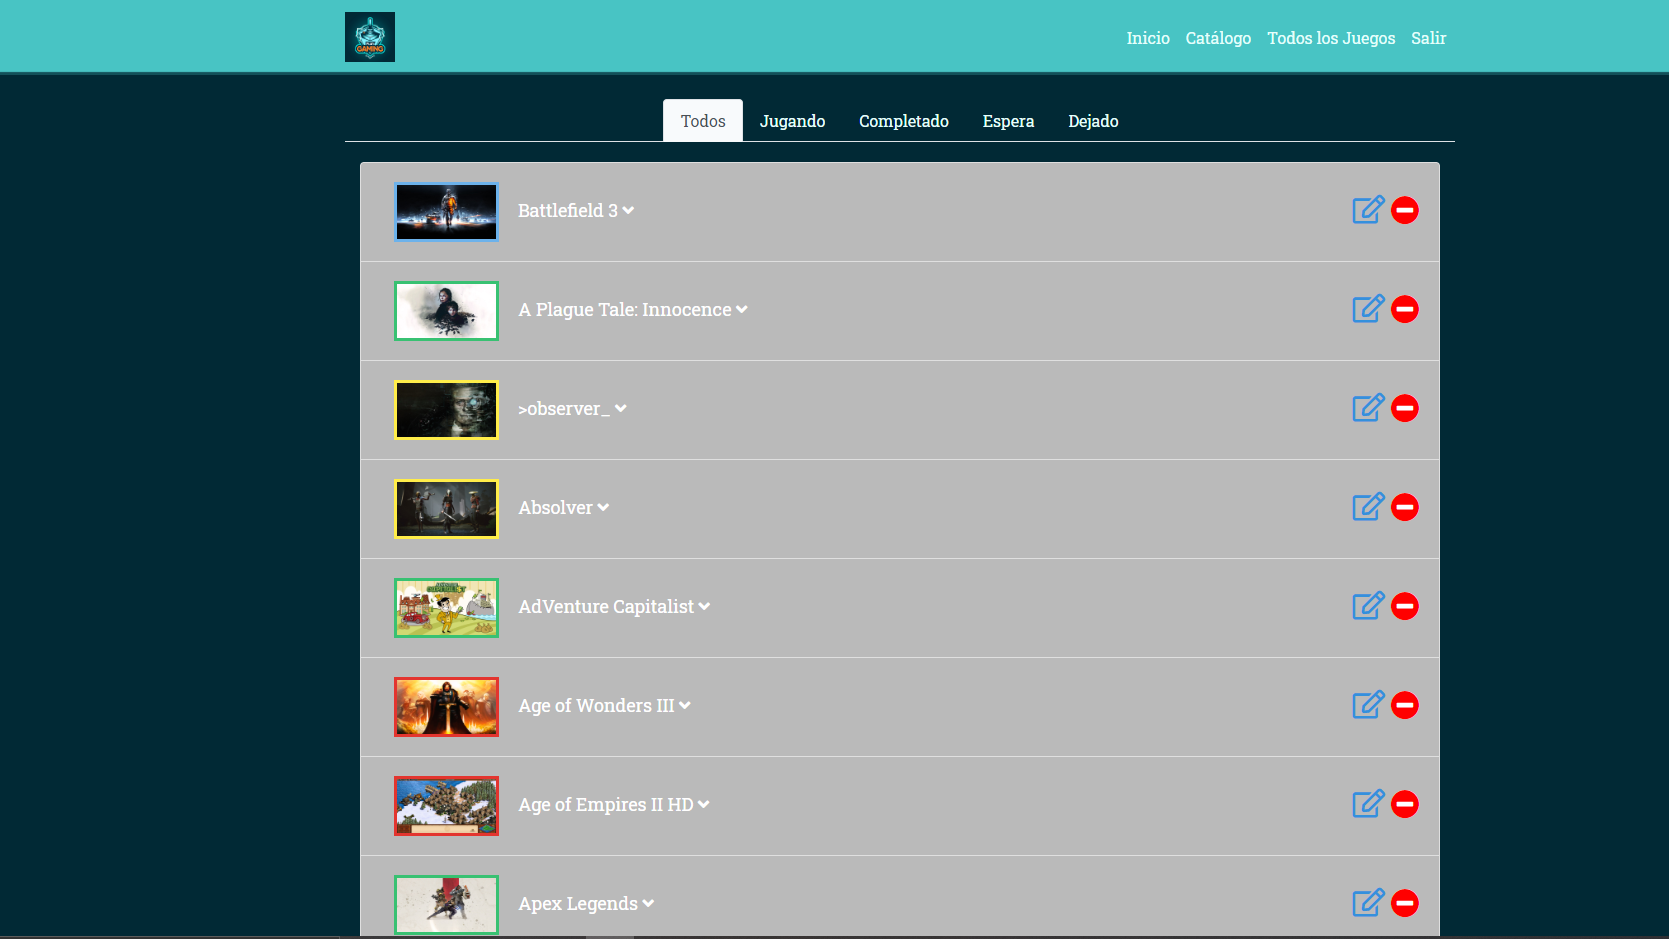 GAMING
Inicio Catálogo Todos los Juegos Salir
Todos Jugando Completado Espera Dejado
Battlefield 3
A Plague Tale: Innocence
>observer_
Absolver
AdVenture Capitalist
Age of Wonders III
Age of Empires II HD
Apex Legends